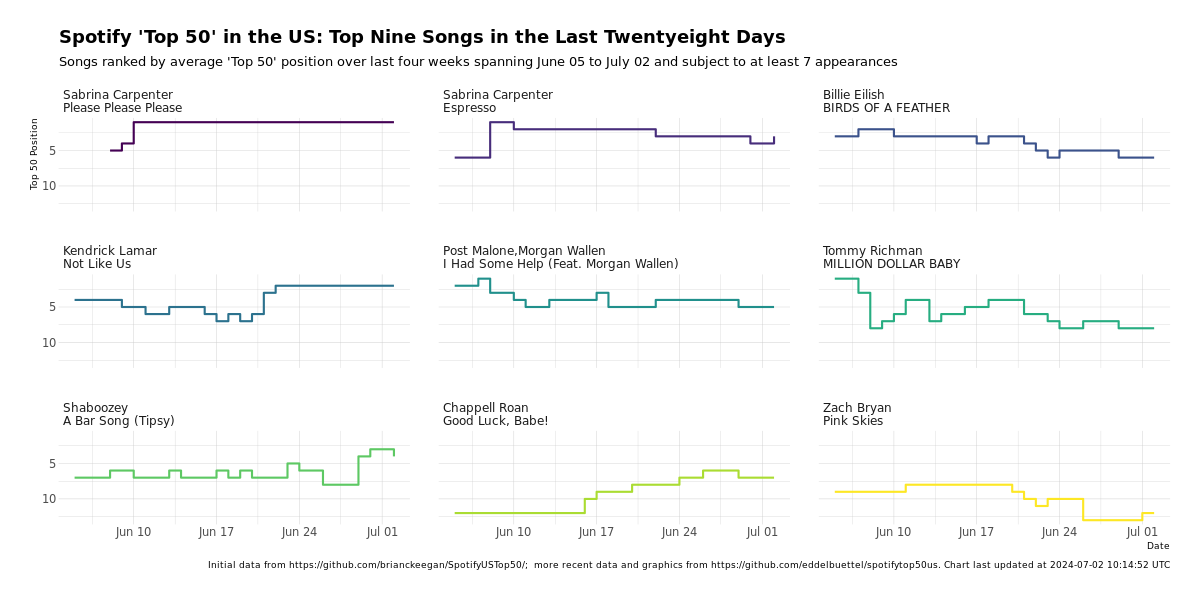 Spotify 'Top 50' in the US: Top Nine Songs in the Last Twentyeight Days
Songs ranked by average 'Top 50' position over last four weeks spanning June 05 to July 02 and subject to at least 7 appearances
Sabrina Carpenter
Please Please Please
Sabrina Carpenter
Espresso
Billie Eilish
BIRDS OF A FEATHER
Top 50 Position
5
10
Kendrick Lamar
Not Like Us
Post Malone,Morgan Wallen
I Had Some Help (Feat. Morgan Wallen)
Tommy Richman
MILLION DOLLAR BABY
5
10
Shaboozey
A Bar Song (Tipsy)
Chappell Roan
Good Luck, Babe!
Zach Bryan
Pink Skies
5
10
Jun 10 Jun 17 Jun 24 Jul 01
Jun 10 Jun 17 Jun 24 Jul 01
Jun 10 Jun 17 Jun 24 Jul 01
Date
Initial data from https://github.com/brianckeegan/SpotifyUSTop50/;  more recent data and graphics from https://github.com/eddelbuettel/spotifytop50us. Chart last updated at 2024-07-02 10:14:52 UTC